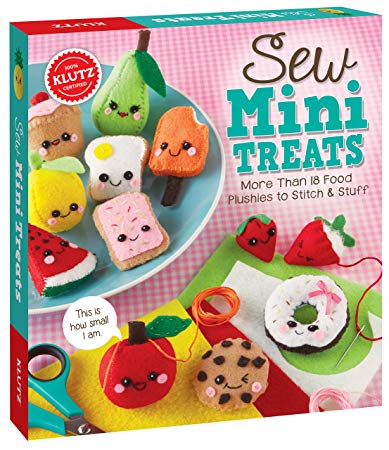 100%
KLUTZ
CERTIFIED
Sew
Mini
TREATS
More Than 18 Food
Plushies to Stitch & Stuff
This is
how small
I am.
Sew Mini Treats
KLUTZ